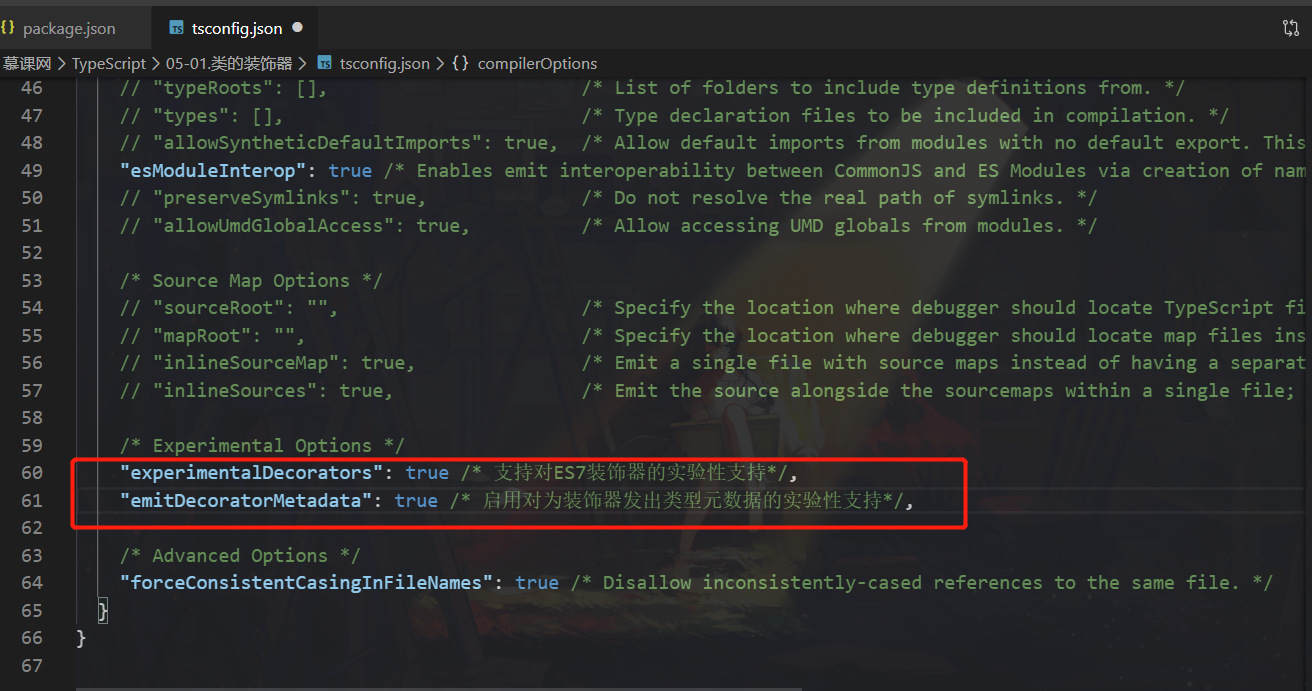 {} package.json TS tsconfig.json
慕课网 > TypeScript > 05-01.类的装饰器 > TS tsconfig.json > {} compilerOptions
46 // "typeRoots": [], /* List of folders to include type definitions from. */
47 // "types": [], /* Type declaration files to be included in compilation. */
48 // "allowSyntheticDefaultImports": true, /* Allow default imports from modules with no default export. This
49 "esModuleInterop": true /* Enables emit interoperability between CommonJS and ES Modules via creation of nam
50 // "preserveSymlinks": true, /* Do not resolve the real path of symlinks. */
51 // "allowUmdGlobalAccess": true, /* Allow accessing UMD globals from modules. */
52
53 /* Source Map Options */
54 // "sourceRoot": "", /* Specify the location where debugger should locate TypeScript fi
55 // "mapRoot": "", /* Specify the location where debugger should locate map files ins
56 // "inlineSourceMap": true, /* Emit a single file with source maps instead of having a separat
57 // "inlineSources": true, /* Emit the source alongside the sourcemaps within a single file;
58
59 /* Experimental Options */
60 "experimentalDecorators": true /* 支持对ES7装饰器的实验性支持*/,
61 "emitDecoratorMetadata": true /* 启用对为装饰器发出类型元数据的实验性支持*/,
62
63 /* Advanced Options */
64 "forceConsistentCasingInFileNames": true /* Disallow inconsistently-cased references to the same file. */
65 }
66 }
67